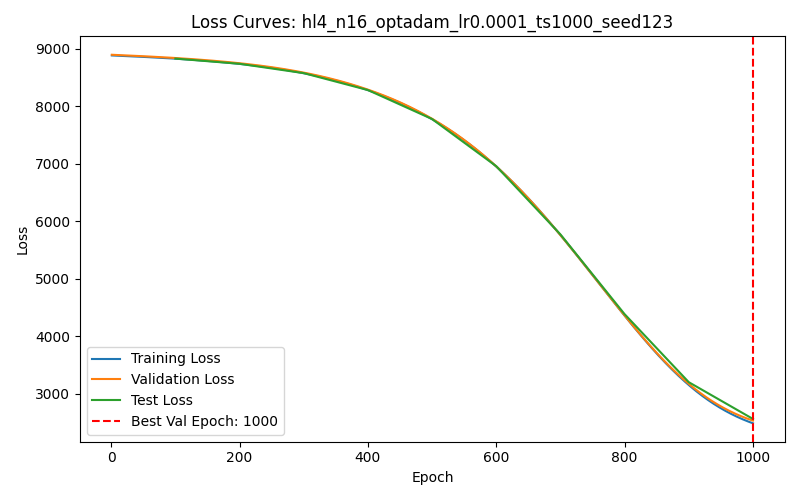 Loss Curves: hl4_n16_optadam_lr0.0001_ts1000_seed123
9000
8000
7000
6000
5000
4000
3000
Loss
Training Loss
Validation Loss
Test Loss
Best Val Epoch: 1000
0 200 400 600 800 1000
Epoch